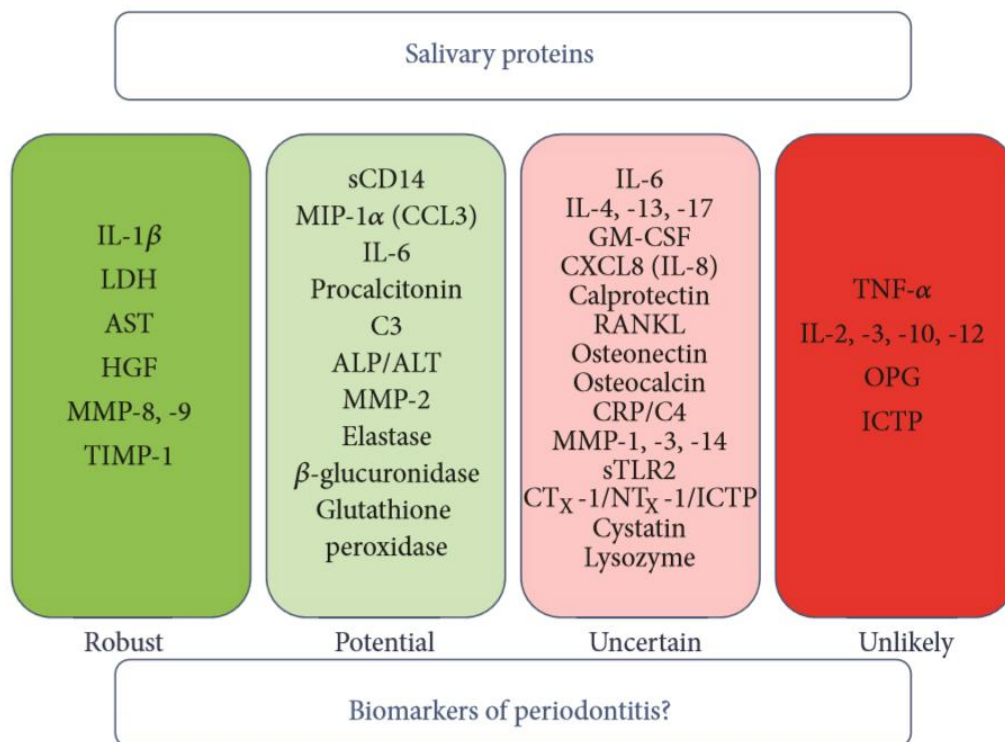 Salivary proteins
IL-1β
LDH
AST
HGF
MMP-8, -9
TIMP-1
Robust
sCD14
MIP-1α (CCL3)
IL-6
Procalcitonin
C3
ALP/ALT
MMP-2
Elastase
β-glucuronidase
Glutathione
peroxidase
Potential
IL-6
IL-4, -13, -17
GM-CSF
CXCL8 (IL-8)
Calprotectin
RANKL
Osteonectin
Osteocalcin
CRP/C4
MMP-1, -3, -14
sTLR2
CTX -1/NTX -1/ICTP
Cystatin
Lysozyme
Uncertain
TNF-α
IL-2, -3, -10, -12
OPG
ICTP
Unlikely
Biomarkers of periodontitis?